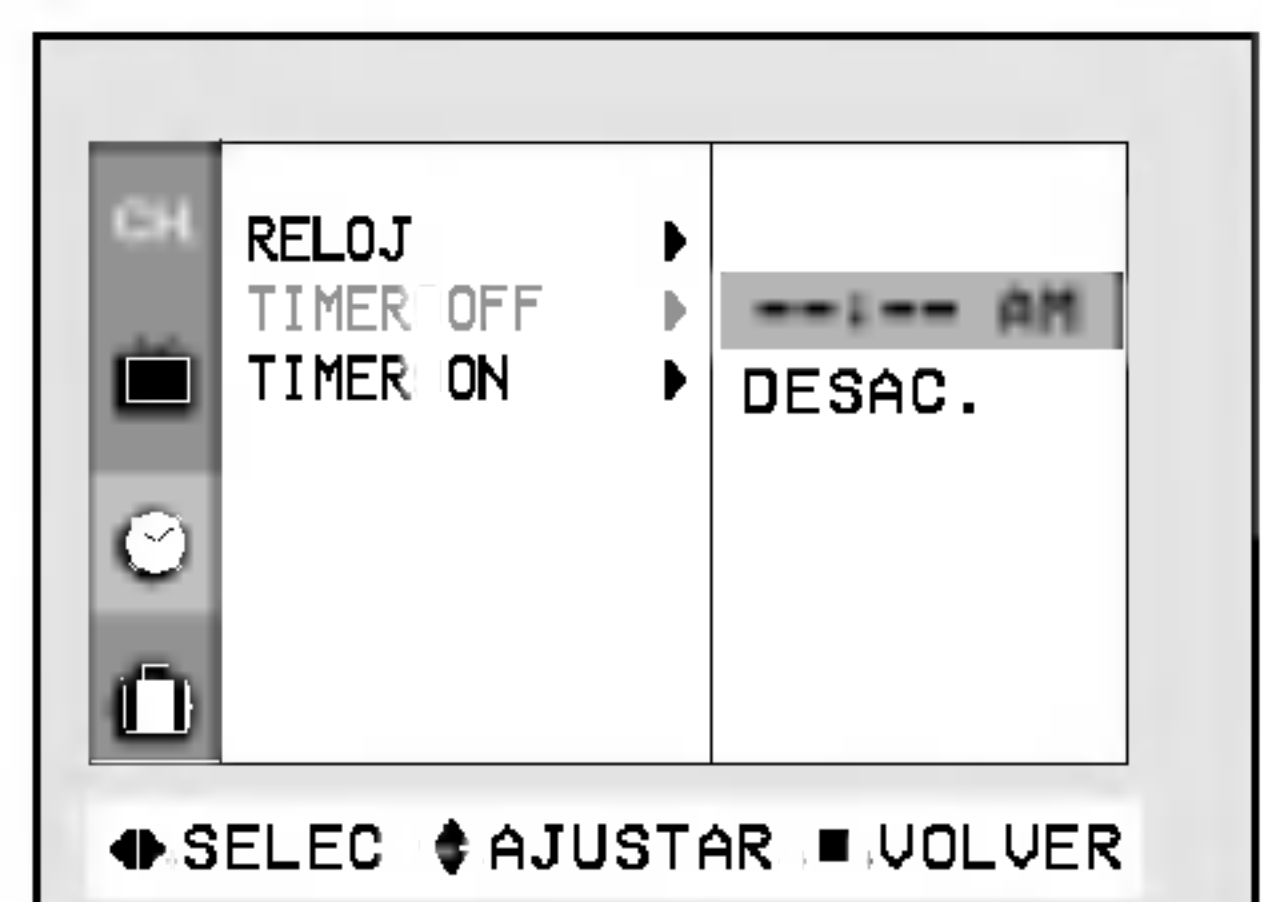 CH
RELOJ
TIMER OFF
--:-- AM
TIMER ON
DESAC.
SELEC AJUSTAR VOLVER